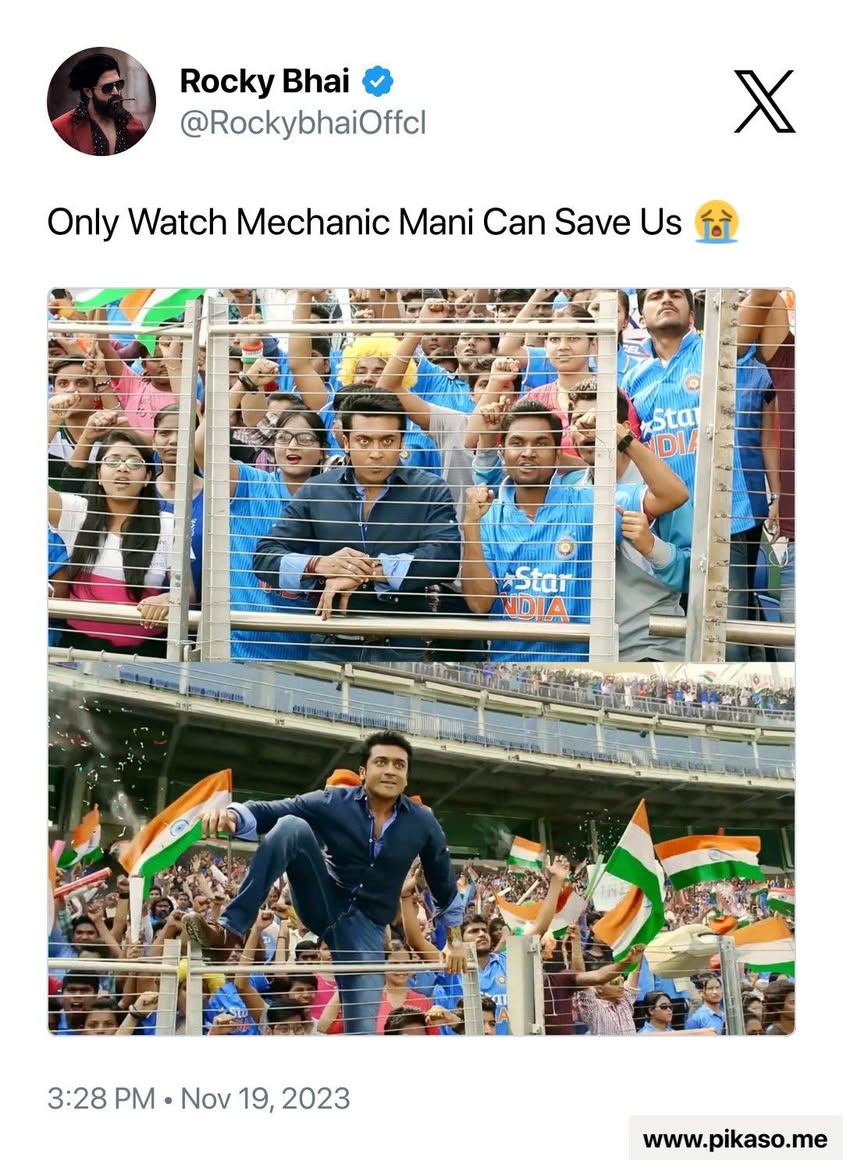 Rocky Bhai
@RockybhaiOffcl
Only Watch Mechanic Mani Can Save Us 😭
Star
INDIA
Star
INDIA
3:28 PM • Nov 19, 2023
www.pikaso.me